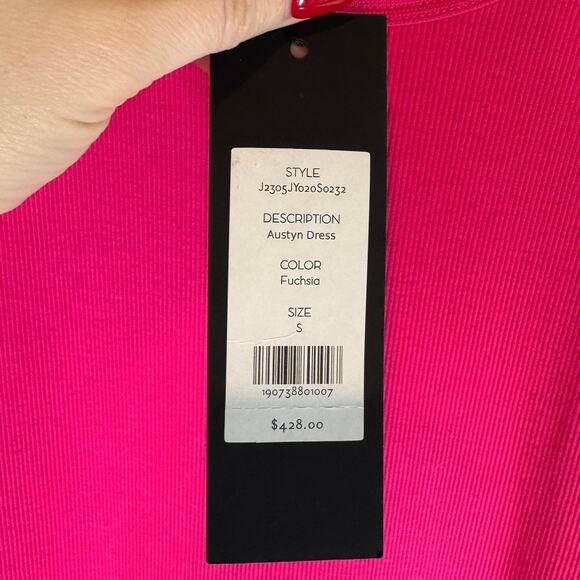 STYLE
J2305JY020S0232
DESCRIPTION
Austyn Dress
COLOR
Fuchsia
SIZE
S
190738801007
$428.00